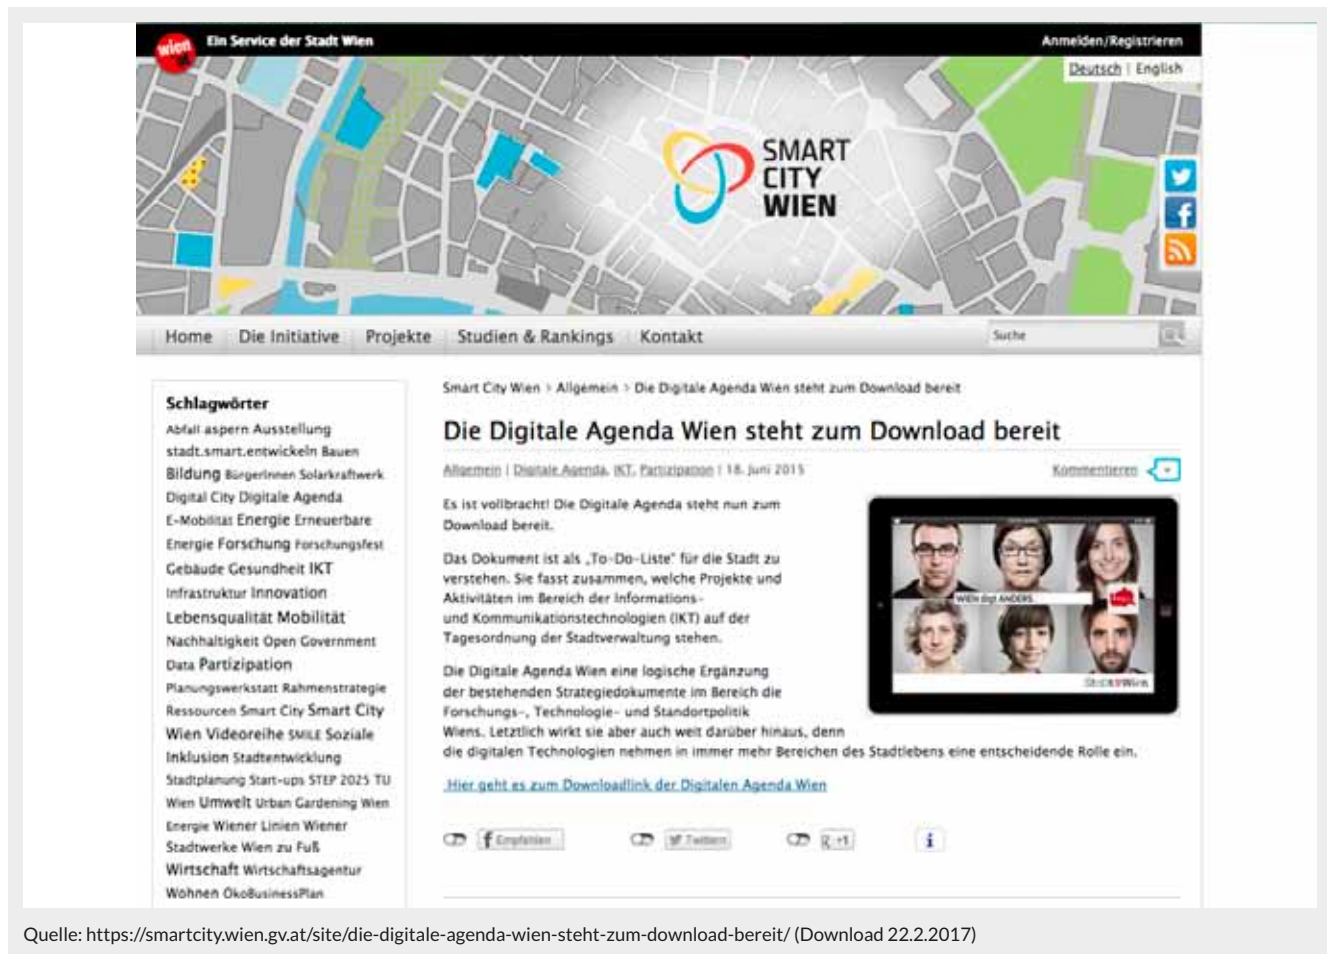 wien
Ein Service der Stadt Wien
Anmelden/Registrieren
Deutsch | English
SMART
CITY
WIEN
Home
Die Initiative
Projekte
Studien & Rankings
Kontakt
Suche
Schlagwörter
Abfall aspern Ausstellung
stadt.smart.entwickeln Bauen
Bildung BürgerInnen Solarkraftwerk
Digital City Digitale Agenda
E-Mobilität Energie Erneuerbare
Energie Forschung Forschungsfest
Gebäude Gesundheit IKT
Infrastruktur Innovation
Lebensqualität Mobilität
Nachhaltigkeit Open Government
Data Partizipation
Planungswerkstatt Rahmenstrategie
Ressourcen Smart City Smart City
Wien Videoreihe SMILE Soziale
Inklusion Stadtentwicklung
Stadtplanung Start-ups STEP 2025 TU
Wien Umwelt Urban Gardening Wien
Energie Wiener Linien Wiener
Stadtwerke Wien zu Fuß
Wirtschaft Wirtschaftsagentur
Wohnen ÖkoBusinessPlan
Smart City Wien > Allgemein > Die Digitale Agenda Wien steht zum Download bereit
Die Digitale Agenda Wien steht zum Download bereit
Allgemein | Digitale Agenda, IKT, Partizipation | 18. Juni 2015
Kommentieren
Es ist vollbracht! Die Digitale Agenda steht nun zum
Download bereit.
Das Dokument ist als „To-Do-Liste" für die Stadt zu
verstehen. Sie fasst zusammen, welche Projekte und
Aktivitäten im Bereich der Informations-
und Kommunikationstechnologien (IKT) auf der
Tagesordnung der Stadtverwaltung stehen.
Die Digitale Agenda Wien eine logische Ergänzung
der bestehenden Strategiedokumente im Bereich die
Forschungs-, Technologie- und Standortpolitik
Wiens. Letztlich wirkt sie aber auch weit darüber hinaus, denn
die digitalen Technologien nehmen in immer mehr Bereichen des Stadtlebens eine entscheidende Rolle ein.
WIEN digt ANDERS.
Hier geht es zum Downloadlink der Digitalen Agenda Wien
Empfehlen
Twittern
+1
i
Quelle: https://smartcity.wien.gv.at/site/die-digitale-agenda-wien-steht-zum-download-bereit/ (Download 22.2.2017)